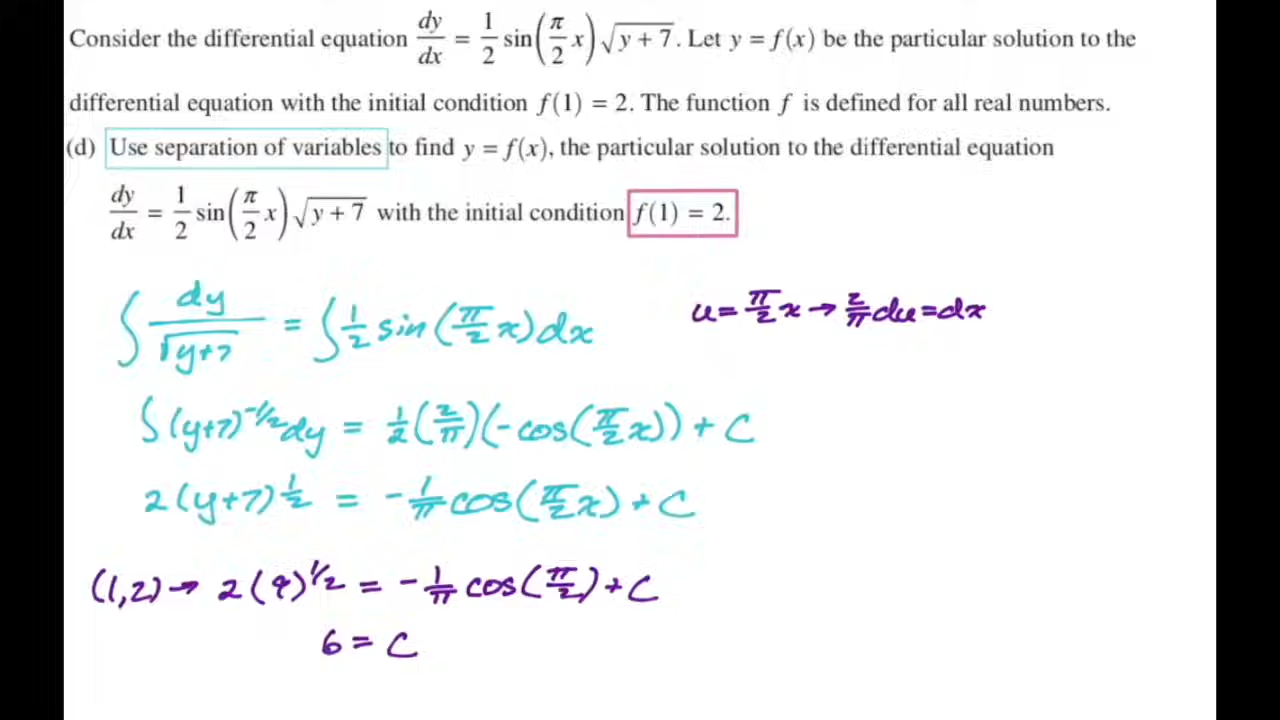 Consider the differential equation dy/dx = 1/2 sin(π/2 x)√(y + 7). Let y = f(x) be the particular solution to the
differential equation with the initial condition f(1) = 2. The function f is defined for all real numbers.
(d) Use separation of variables to find y = f(x), the particular solution to the differential equation
dy/dx = 1/2 sin(π/2 x)√(y + 7) with the initial condition f(1) = 2.
∫ dy/√(y+7) = ∫ 1/2 sin(π/2 x)dx
u = π/2 x → 2/π du = dx
∫(y+7)^(-1/2) dy = 1/2 (2/π)(-cos(π/2 x)) + C
2(y+7)^(1/2) = -1/π cos(π/2 x) + C
(1,2) → 2(9)^(1/2) = -1/π cos(π/2) + C
6 = C